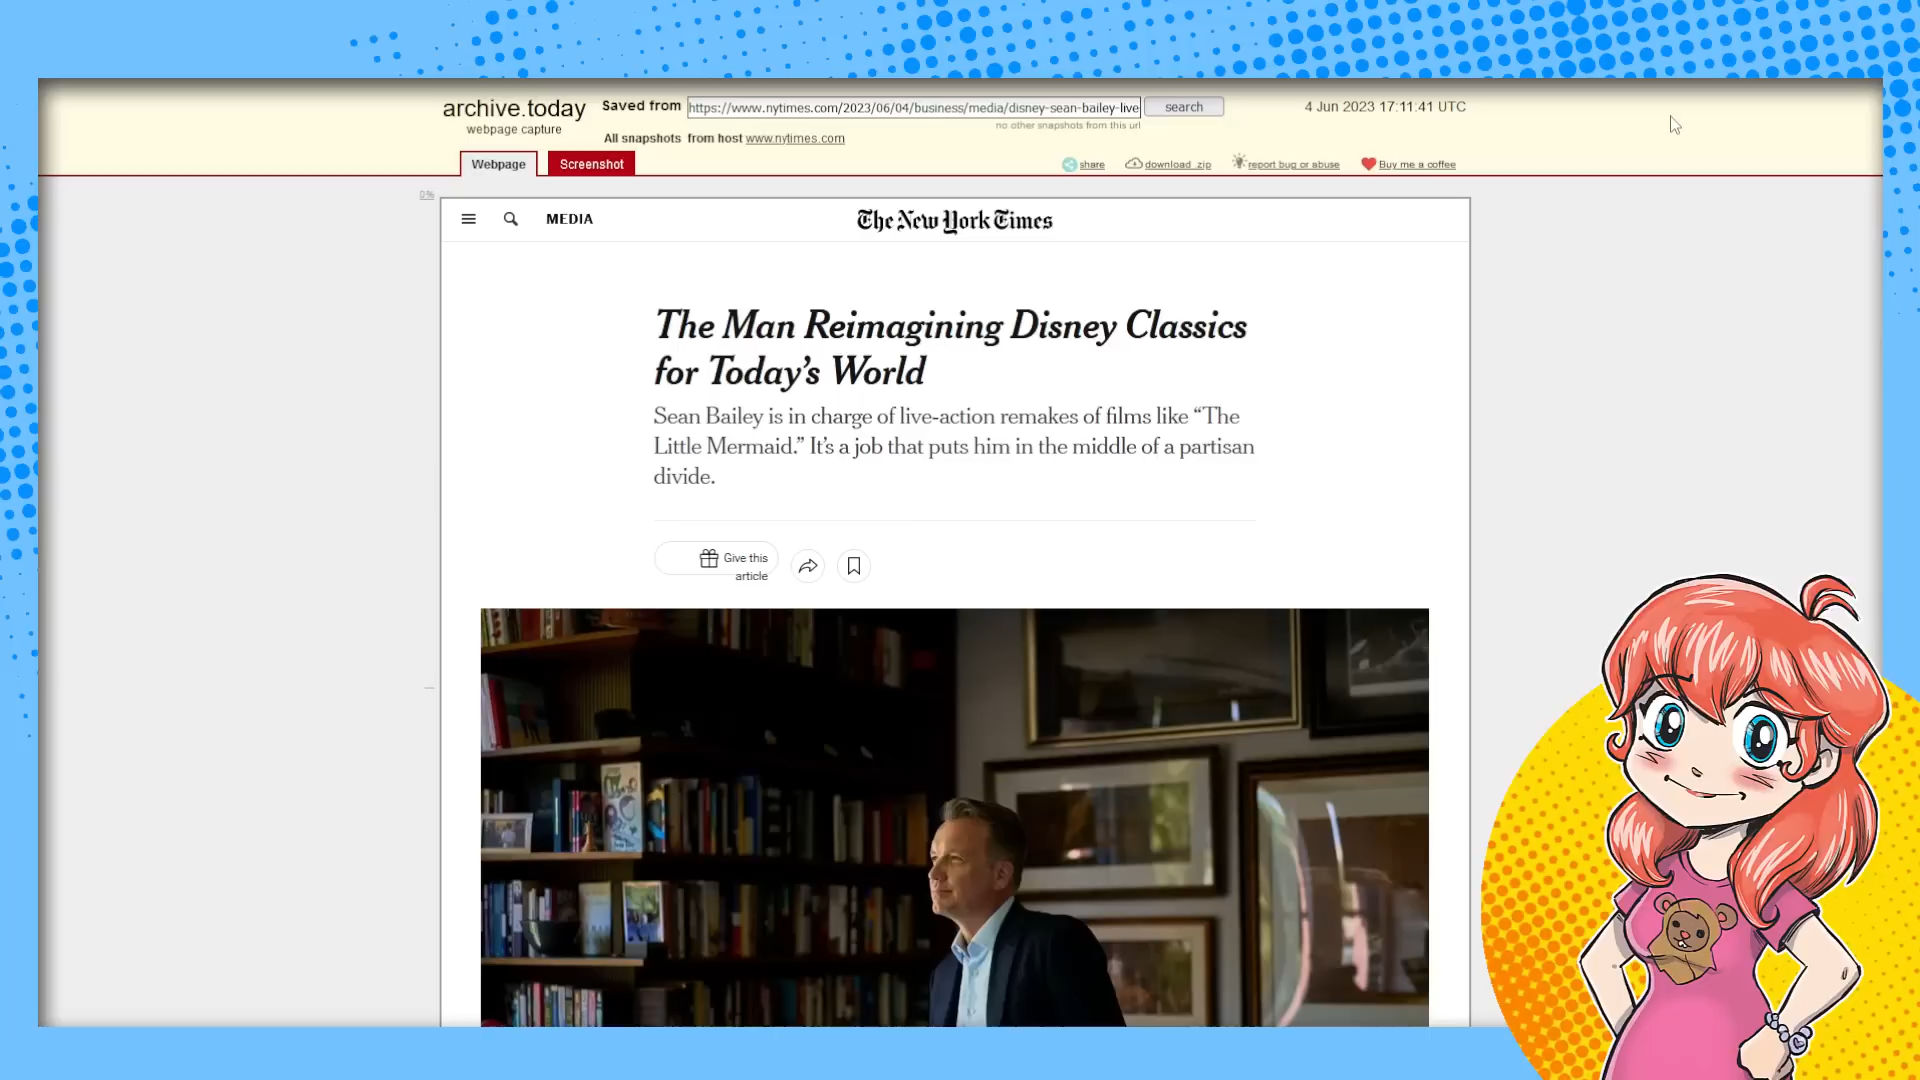 archive.today
webpage capture
Saved from
https://www.nytimes.com/2023/06/04/business/media/disney-sean-bailey-live
search
4 Jun 2023 17:11:41 UTC
no other snapshots from this url
All snapshots from host www.nytimes.com
Webpage
Screenshot
share
download .zip
report bug or abuse
Buy me a coffee
0%
MEDIA
The New York Times
The Man Reimagining Disney Classics
for Today's World
Sean Bailey is in charge of live-action remakes of films like “The
Little Mermaid.” It's a job that puts him in the middle of a partisan
divide.
Give this
article